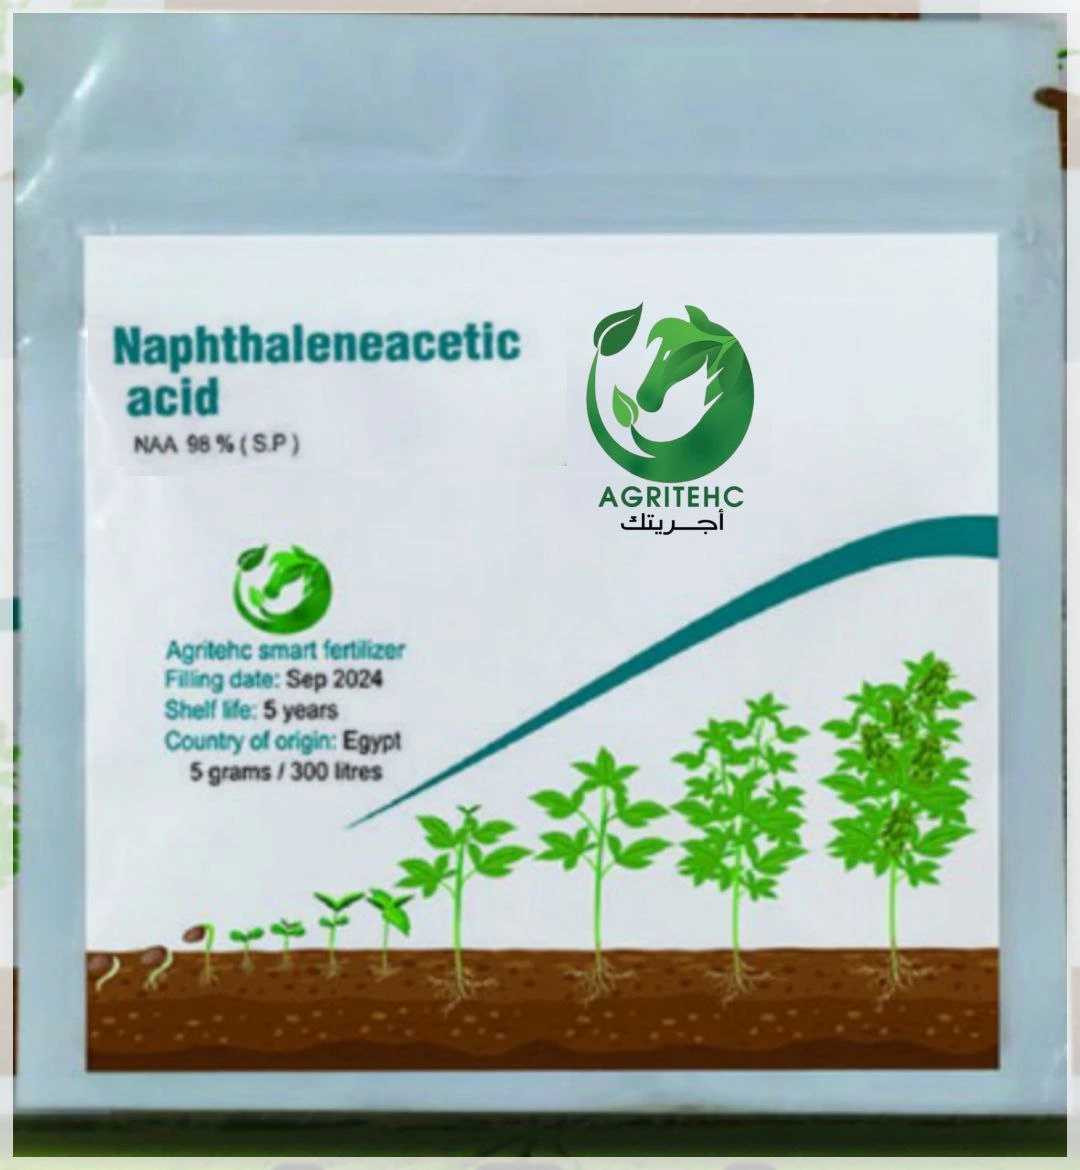 Naphthaleneacetic
acid
NAA 98 % ( S.P )
AGRITEHC
أجـــريتك
Agritehc smart fertilizer
Filling date: Sep 2024
Shelf life: 5 years
Country of origin: Egypt
5 grams / 300 litres